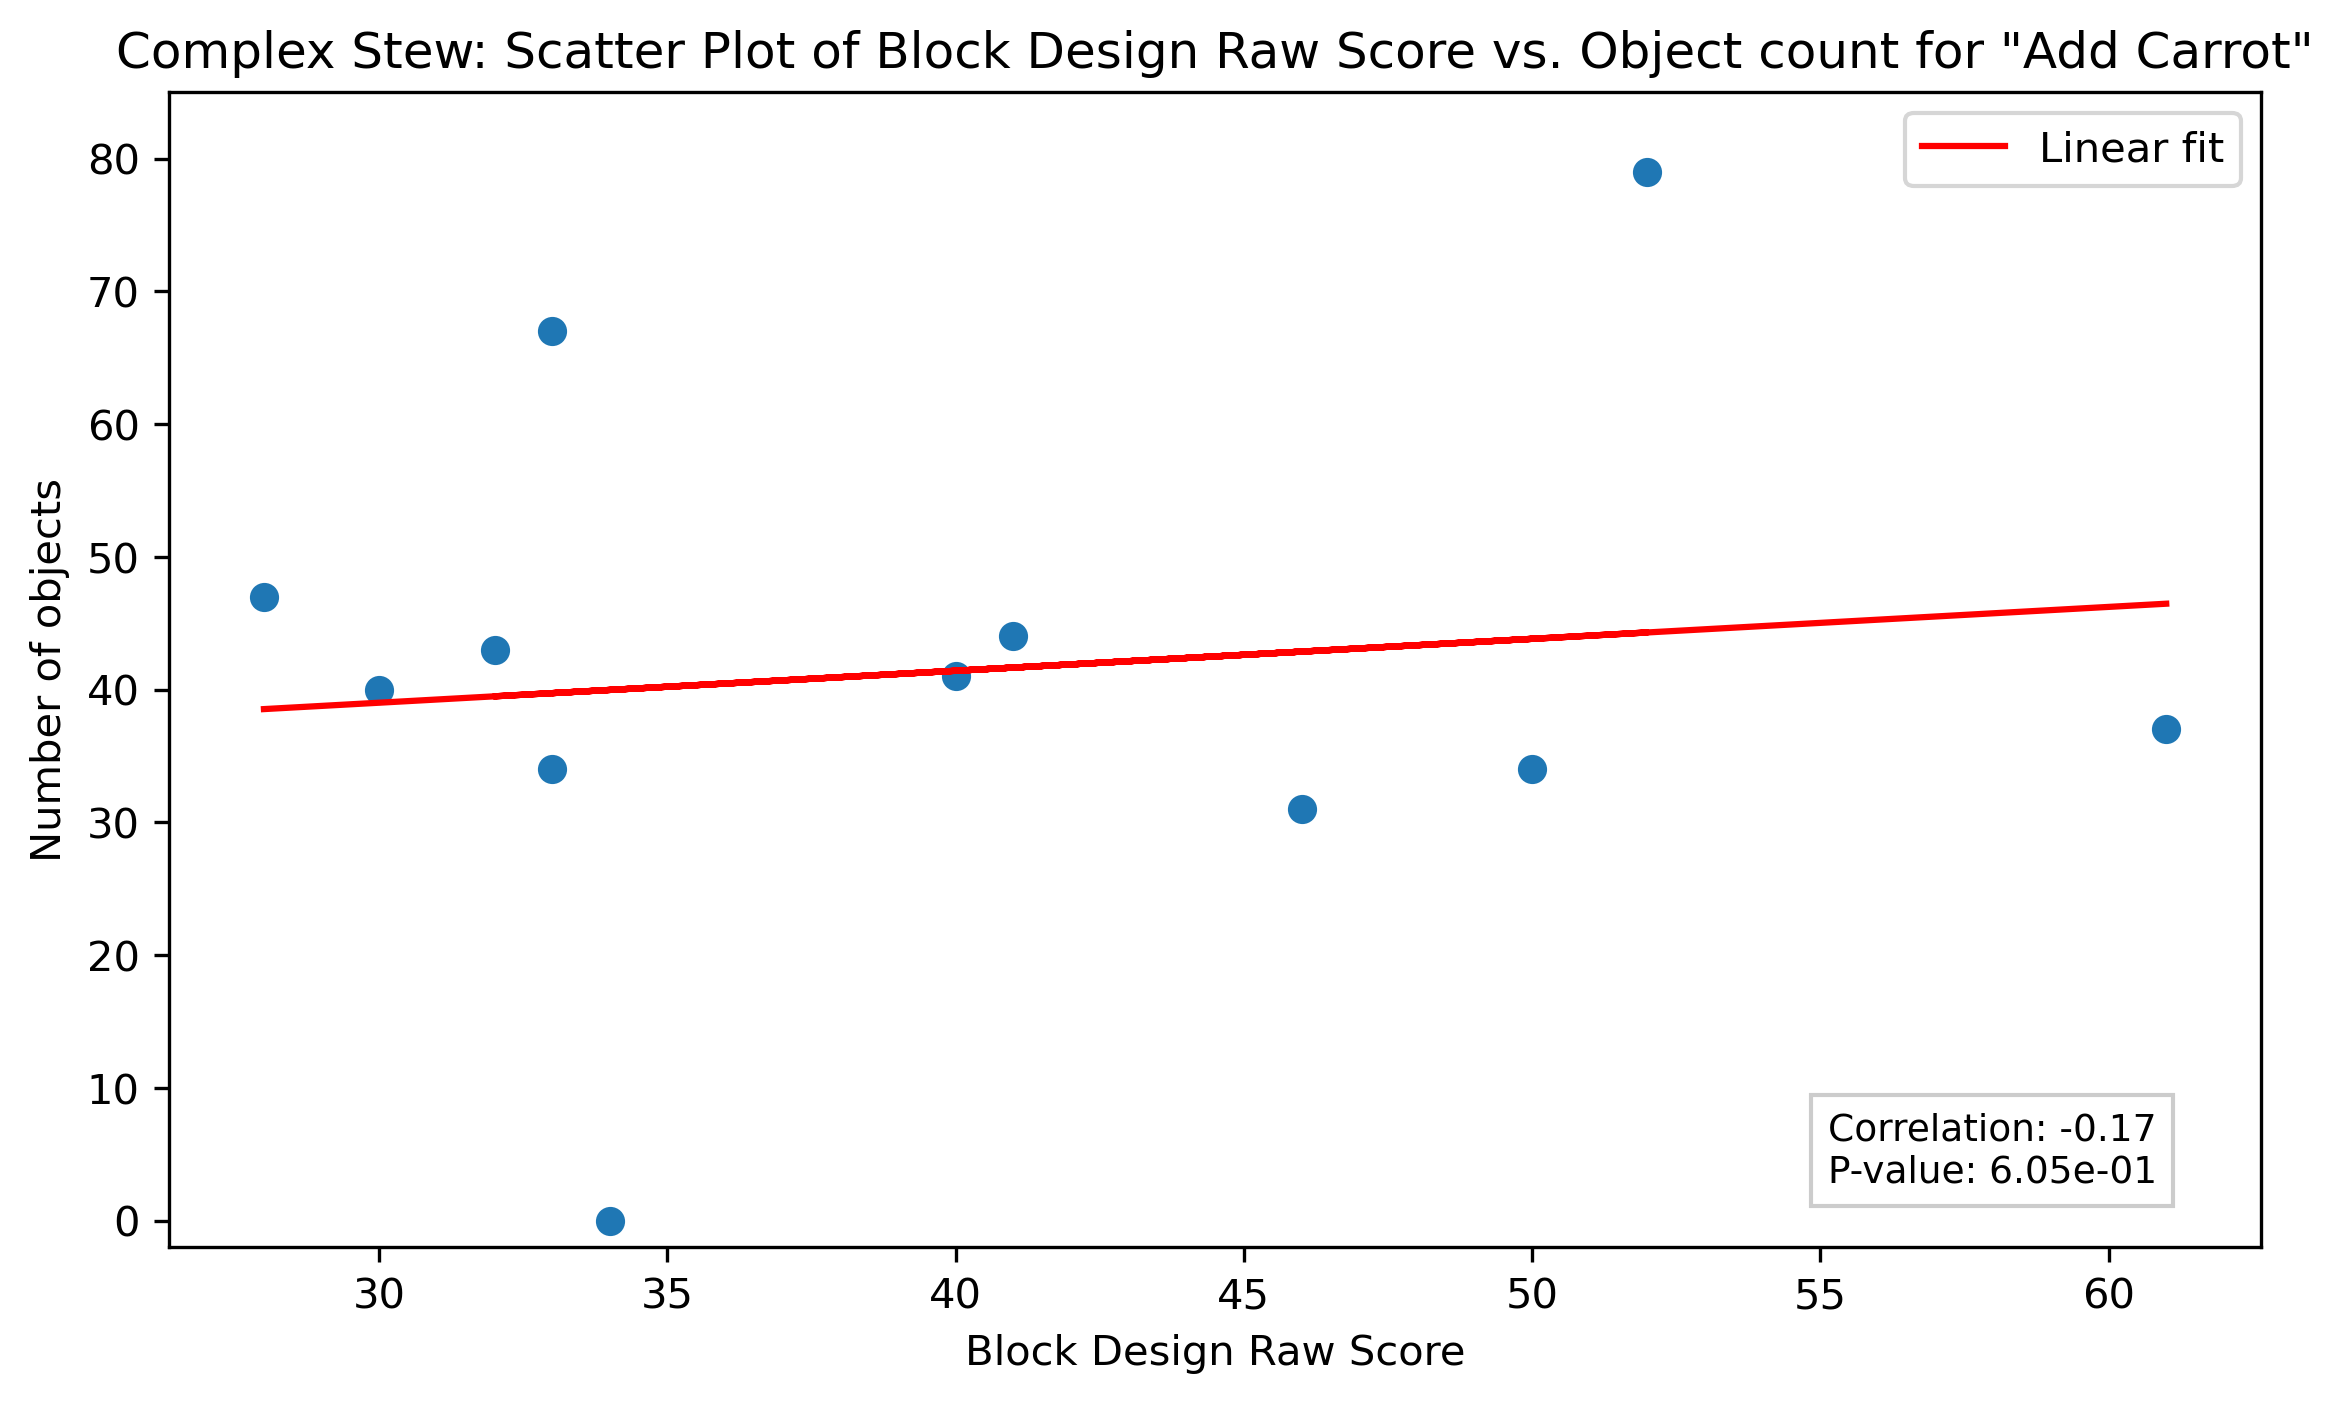 Complex Stew: Scatter Plot of Block Design Raw Score vs. Object count for "Add Carrot"
Linear fit
80
70
60
50
40
30
20
10
0
Number of objects
Correlation: -0.17
P-value: 6.05e-01
30 35 40 45 50 55 60
Block Design Raw Score